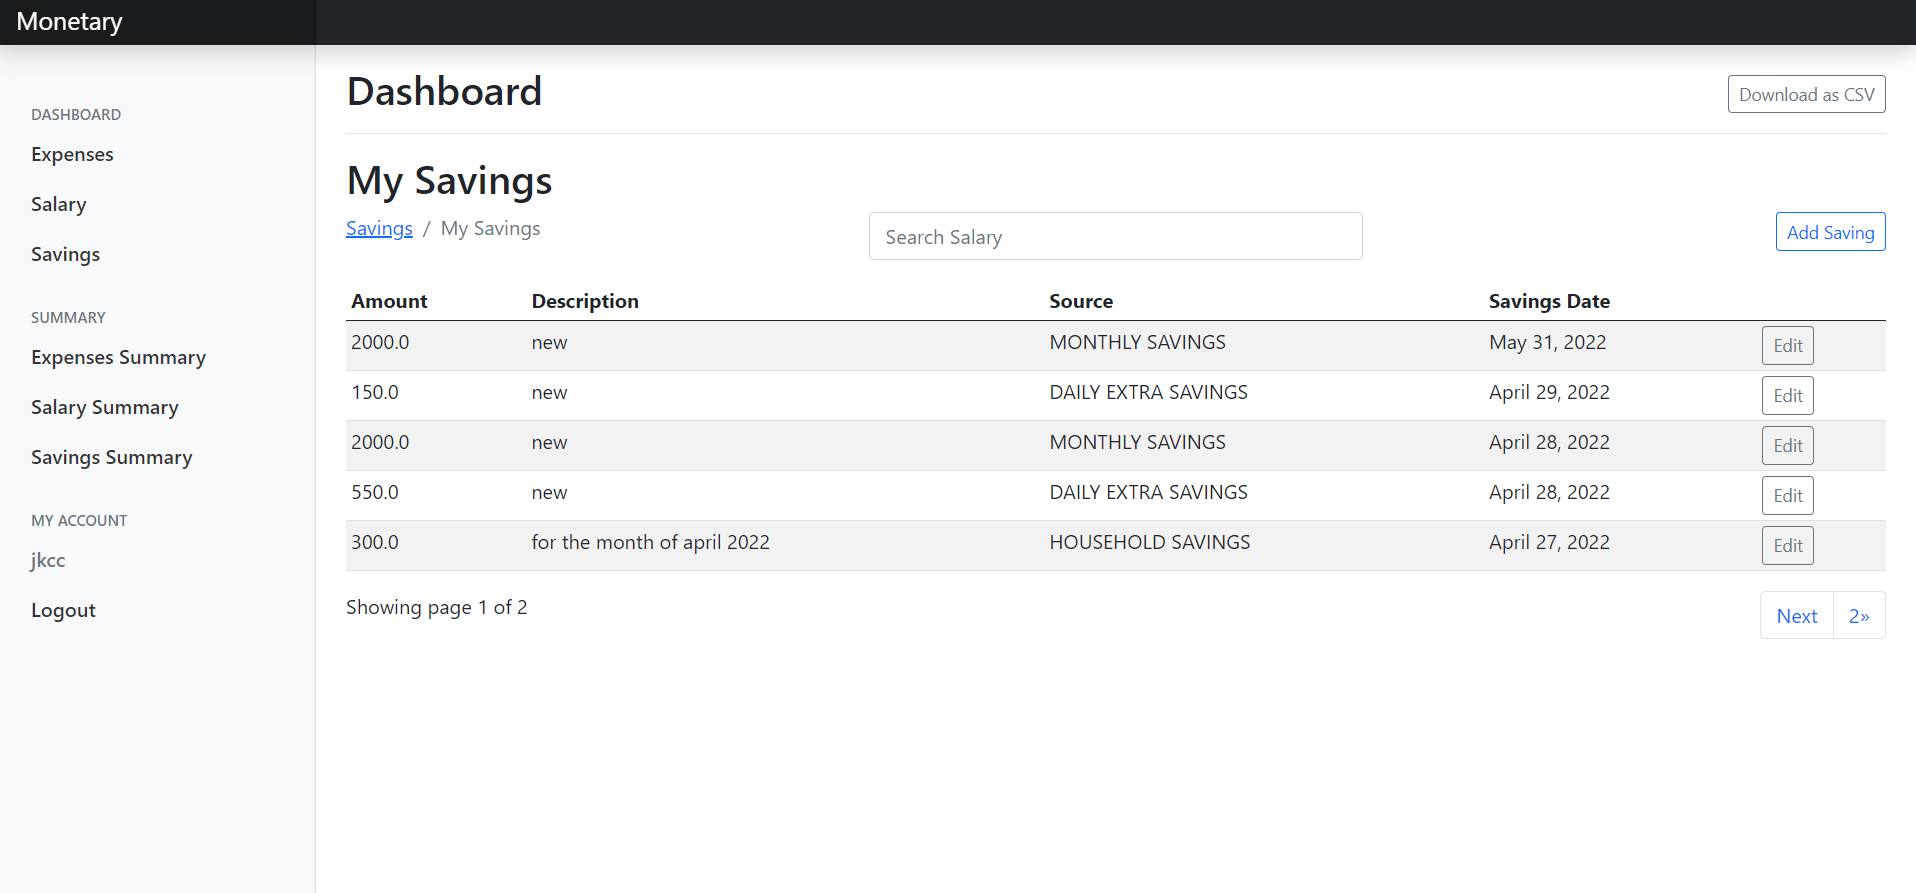 Monetary
DASHBOARD
Expenses
Salary
Savings
SUMMARY
Expenses Summary
Salary Summary
Savings Summary
MY ACCOUNT
jkcc
Logout
Dashboard
Download as CSV
My Savings
Savings / My Savings
Search Salary
Add Saving
Amount Description Source Savings Date
2000.0 new MONTHLY SAVINGS May 31, 2022 Edit
150.0 new DAILY EXTRA SAVINGS April 29, 2022 Edit
2000.0 new MONTHLY SAVINGS April 28, 2022 Edit
550.0 new DAILY EXTRA SAVINGS April 28, 2022 Edit
300.0 for the month of april 2022 HOUSEHOLD SAVINGS April 27, 2022 Edit
Showing page 1 of 2
Next 2»